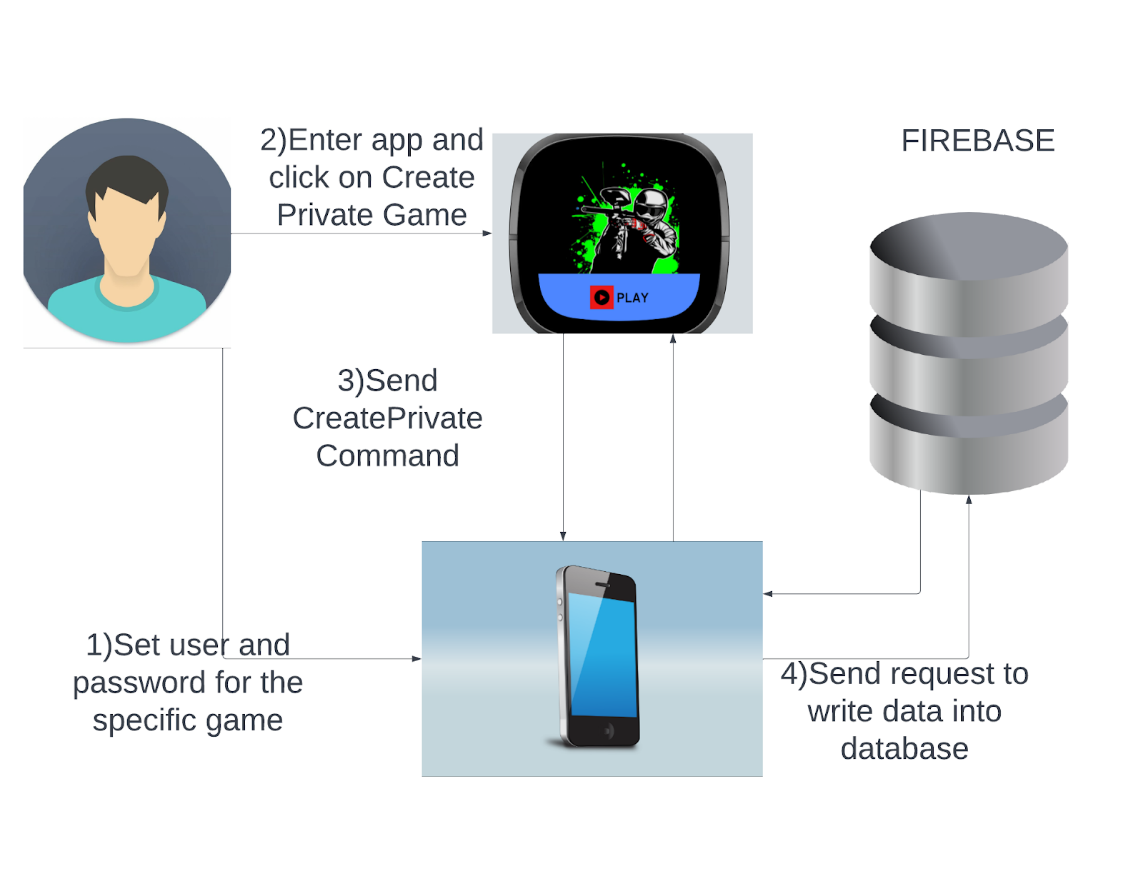 2)Enter app and
click on Create
Private Game
FIREBASE
PLAY
3)Send
CreatePrivate
Command
1)Set user and
password for the
specific game
4)Send request to
write data into
database